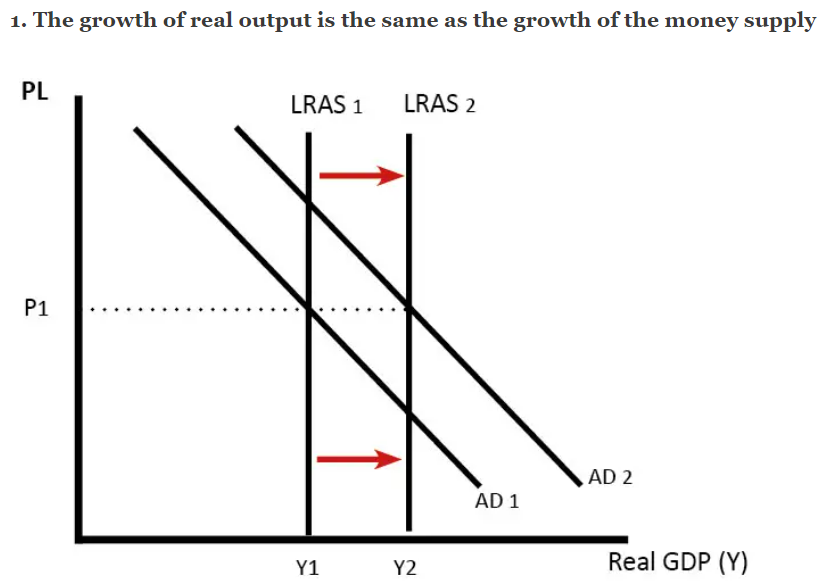 1. The growth of real output is the same as the growth of the money supply
PL
LRAS 1
LRAS 2
P1
AD 2
AD 1
Y1
Y2
Real GDP (Y)